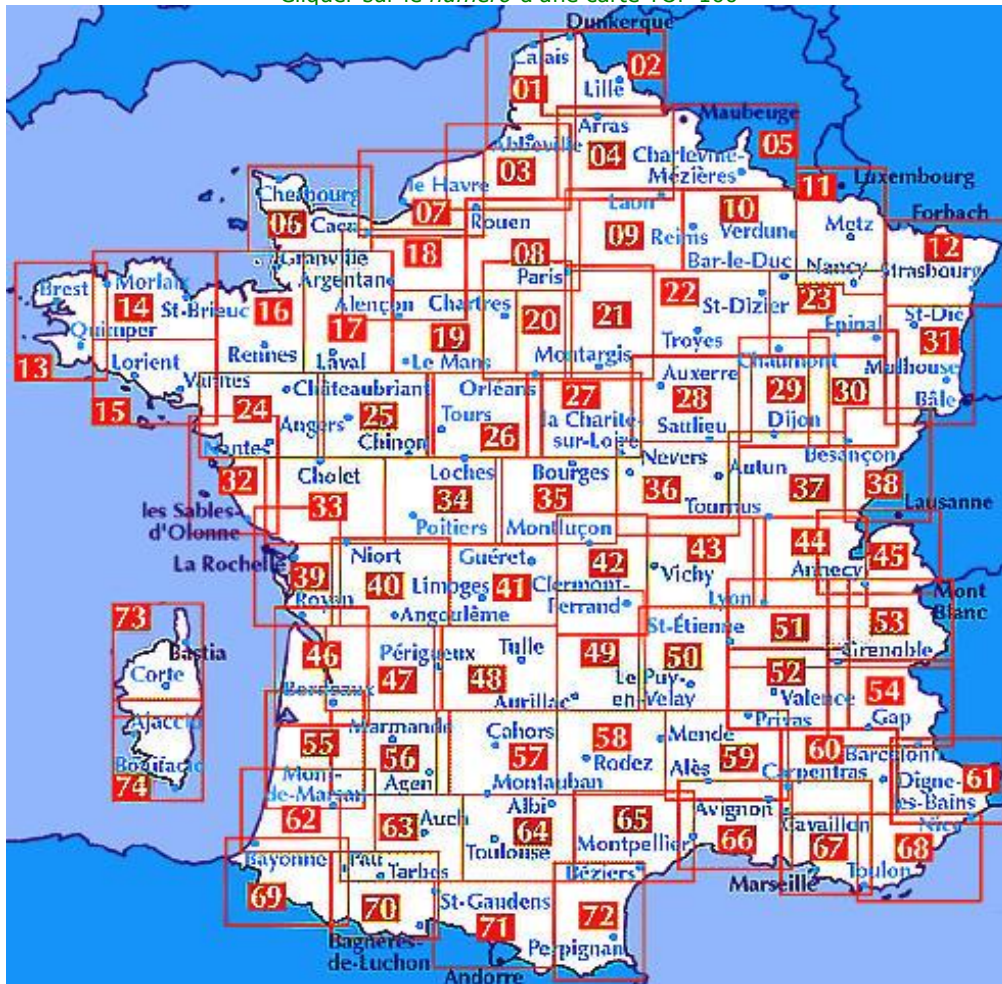 Cliquer sur le numéro d'une carte TOP 100
Dunkerque
Calais
02
01
Lille
Maubeuge
Arras
05
Abbeville
04
03
Charleville-
Mézières
11
Luxembourg
Cherbourg
le Havre
07
Laon
10
Forbach
06
Caen
Rouen
09
Reims
Verdun
Metz
12
18
08
Granville
Bar-le-Duc
Nancy
Strasbourg
Argentan
Paris
Brest
Morlaix
14
St-Brieuc
16
Alençon
Chartres
22
St-Dizier
23
Quimper
17
19
20
21
Troyes
Epinal
St-Dié
31
13
Lorient
Rennes
Laval
Le Mans
Montargis
Chaumont
Mulhouse
Vannes
Châteaubriant
Orléans
27
Auxerre
29
30
Bâle
15
24
Angers
25
Tours
26
la Charité-
sur-Loire
28
Saulieu
Dijon
Nantes
Chinon
Besançon
32
Cholet
Loches
Bourges
Nevers
Autun
38
les Sables-
d'Olonne
33
34
35
36
37
Lausanne
Poitiers
Montluçon
Tournus
La Rochelle
Niort
Guéret
42
43
44
45
39
40
Limoges
41
Clermont-
Ferrand
Vichy
Annecy
Mont
Blanc
Royan
Angoulême
Lyon
73
St-Étienne
51
53
Bastia
46
Périgueux
Tulle
49
50
Grenoble
Corte
47
48
Le Puy-
en-Velay
52
Valence
54
Bordeaux
Aurillac
Privas
Gap
Ajaccio
55
Marmande
56
Cahors
57
58
Rodez
Mende
59
60
Barcelonn
Bonifacio
74
Mont-
de-Marsan
Agen
Montauban
Alès
Carpentras
Digne-
les-Bains
61
62
63
Auch
Albi
64
65
Avignon
66
Cavaillon
67
Nice
68
Toulouse
Montpellier
Bayonne
Pau
Tarbes
Béziers
Marseille
Toulon
69
70
St-Gaudens
71
72
Bagnères-
de-Luchon
Perpignan
Andorre